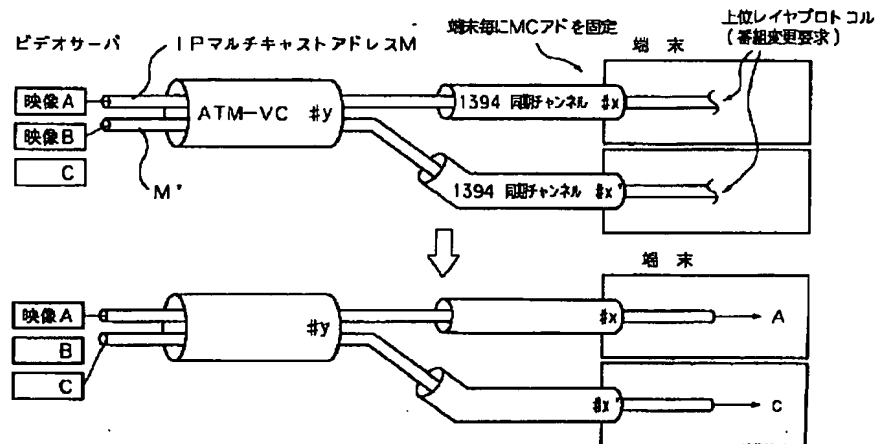 上位レイヤプロトコル
(番組変更要求)
端末毎にMCアドを固定
ビデオサーバ
IPマルチキャストアドレスM
端 末
映像A
映像B
C
ATM-VC #y
M'
1394 同期チャンネル #x
1394 同期チャンネル #x'
端 末
映像A
B
C
#y
#x
A
#x'
C